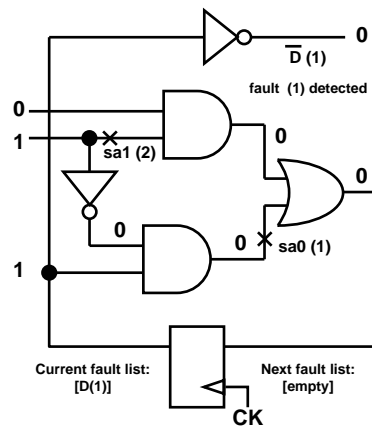 0
D (1)
fault (1) detected
0
1
sa1 (2)
0
0
0
0
sa0 (1)
1
Current fault list:
[D(1)]
Next fault list:
[empty]
CK